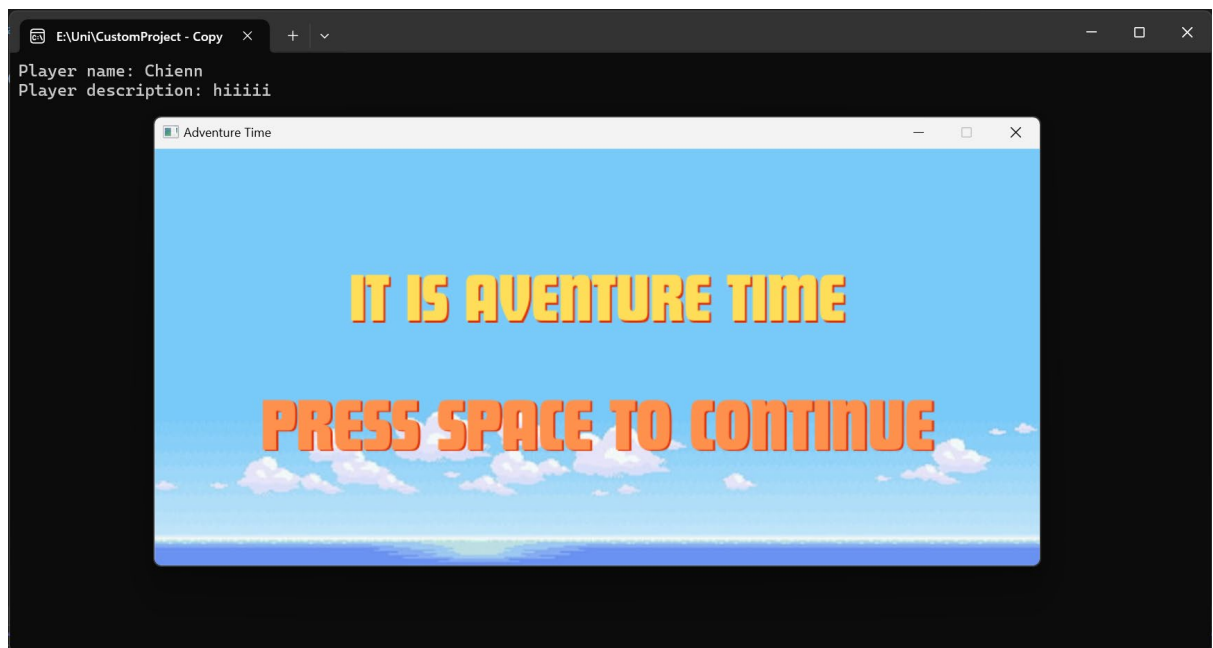 E:\Uni\CustomProject - Copy
Player name: Chienn
Player description: hiiiii
Adventure Time
IT IS AVENTURE TIME
PRESS SPACE TO CONTINUE